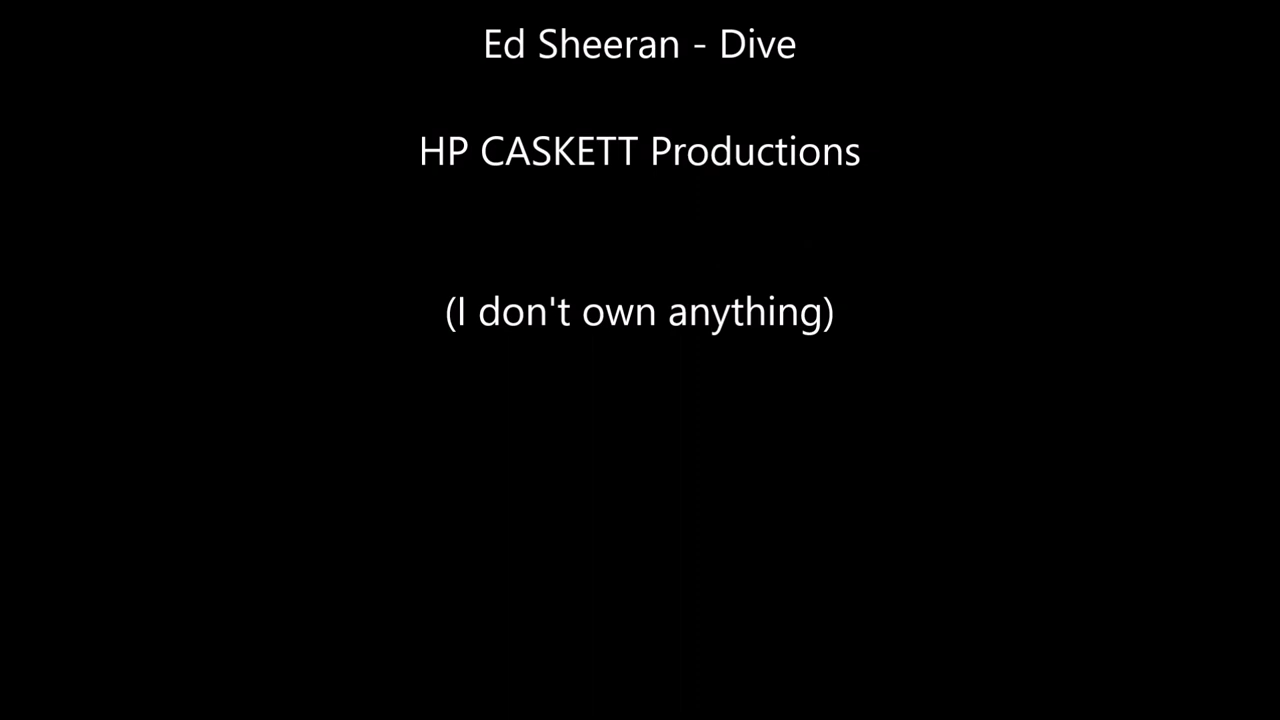 Ed Sheeran - Dive
HP CASKETT Productions
(I don't own anything)